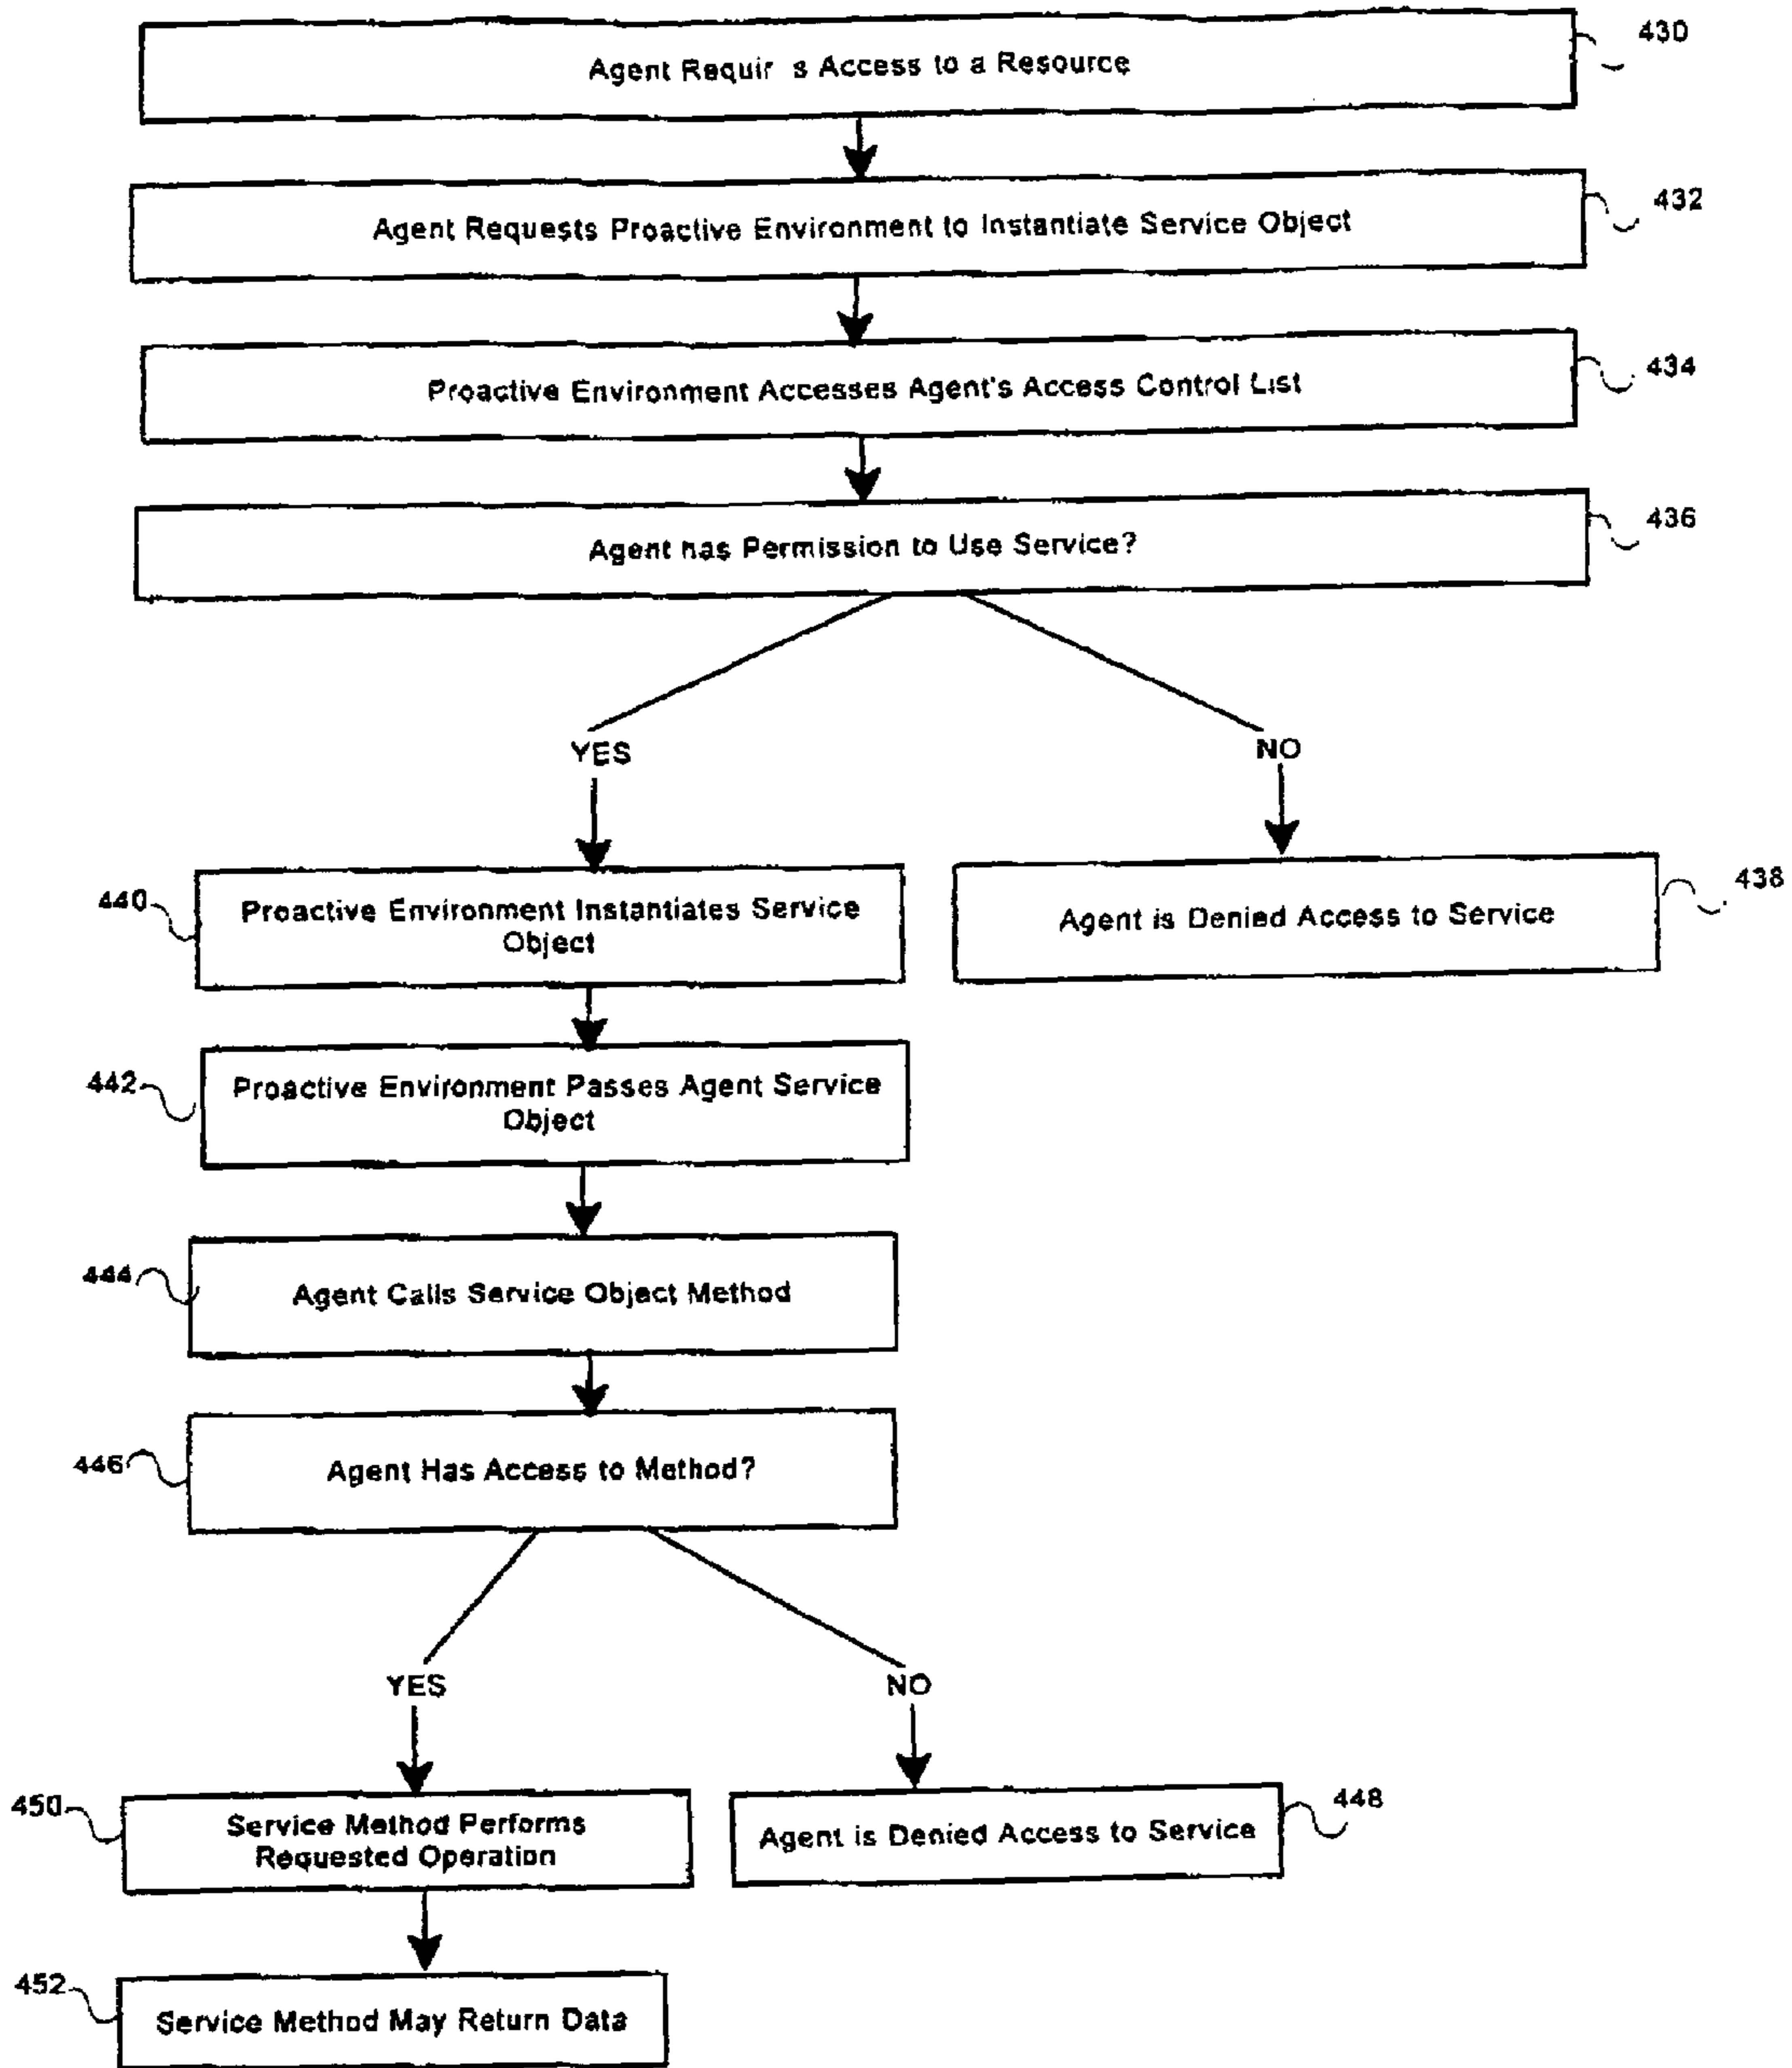 Agent Requir s Access to a Resource
430
Agent Requests Proactive Environment to Instantiate Service Object
432
Proactive Environment Accesses Agent's Access Control List
434
Agent has Permission to Use Service?
436
YES
NO
440
Proactive Environment Instantiates Service
Object
Agent is Denied Access to Service
438
442
Proactive Environment Passes Agent Service
Object
444
Agent Calls Service Object Method
446
Agent Has Access to Method?
YES
NO
450
Service Method Performs
Requested Operation
Agent is Denied Access to Service
448
452
Service Method May Return Data